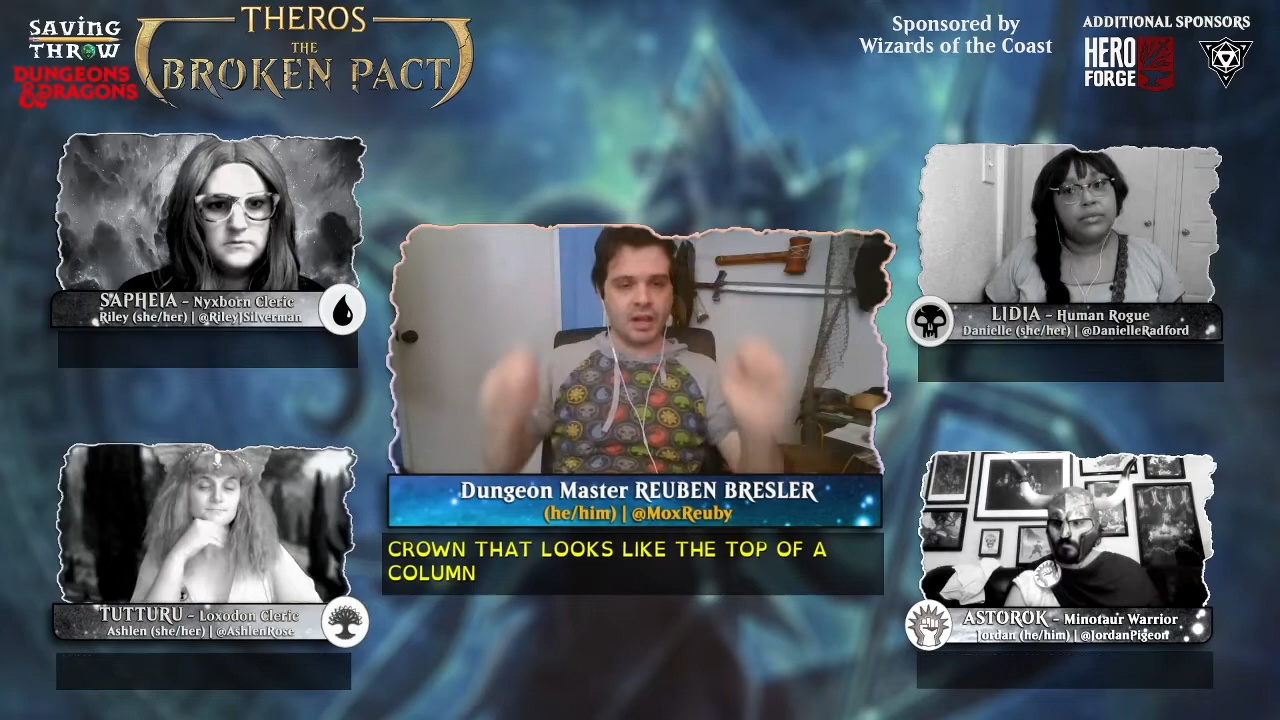 SAVING
THROW
DUNGEONS
& DRAGONS
THEROS
THE
BROKEN PACT
Sponsored by
Wizards of the Coast
ADDITIONAL SPONSORS
HERO
FORGE
SAPHEIA - Nyxborn Cleric
Riley (she/her) | @RileyJSilverman
LIDIA - Human Rogue
Danielle (she/her) | @DanielleRadford
Dungeon Master REUBEN BRESLER
(he/him) | @MoxReuby
CROWN THAT LOOKS LIKE THE TOP OF A
COLUMN
TUTTURU - Loxodon Cleric
Ashlen (she/her) | @AshlenRose
ASTOROK - Minotaur Warrior
Jordan (he/him) | @JordanPigeon